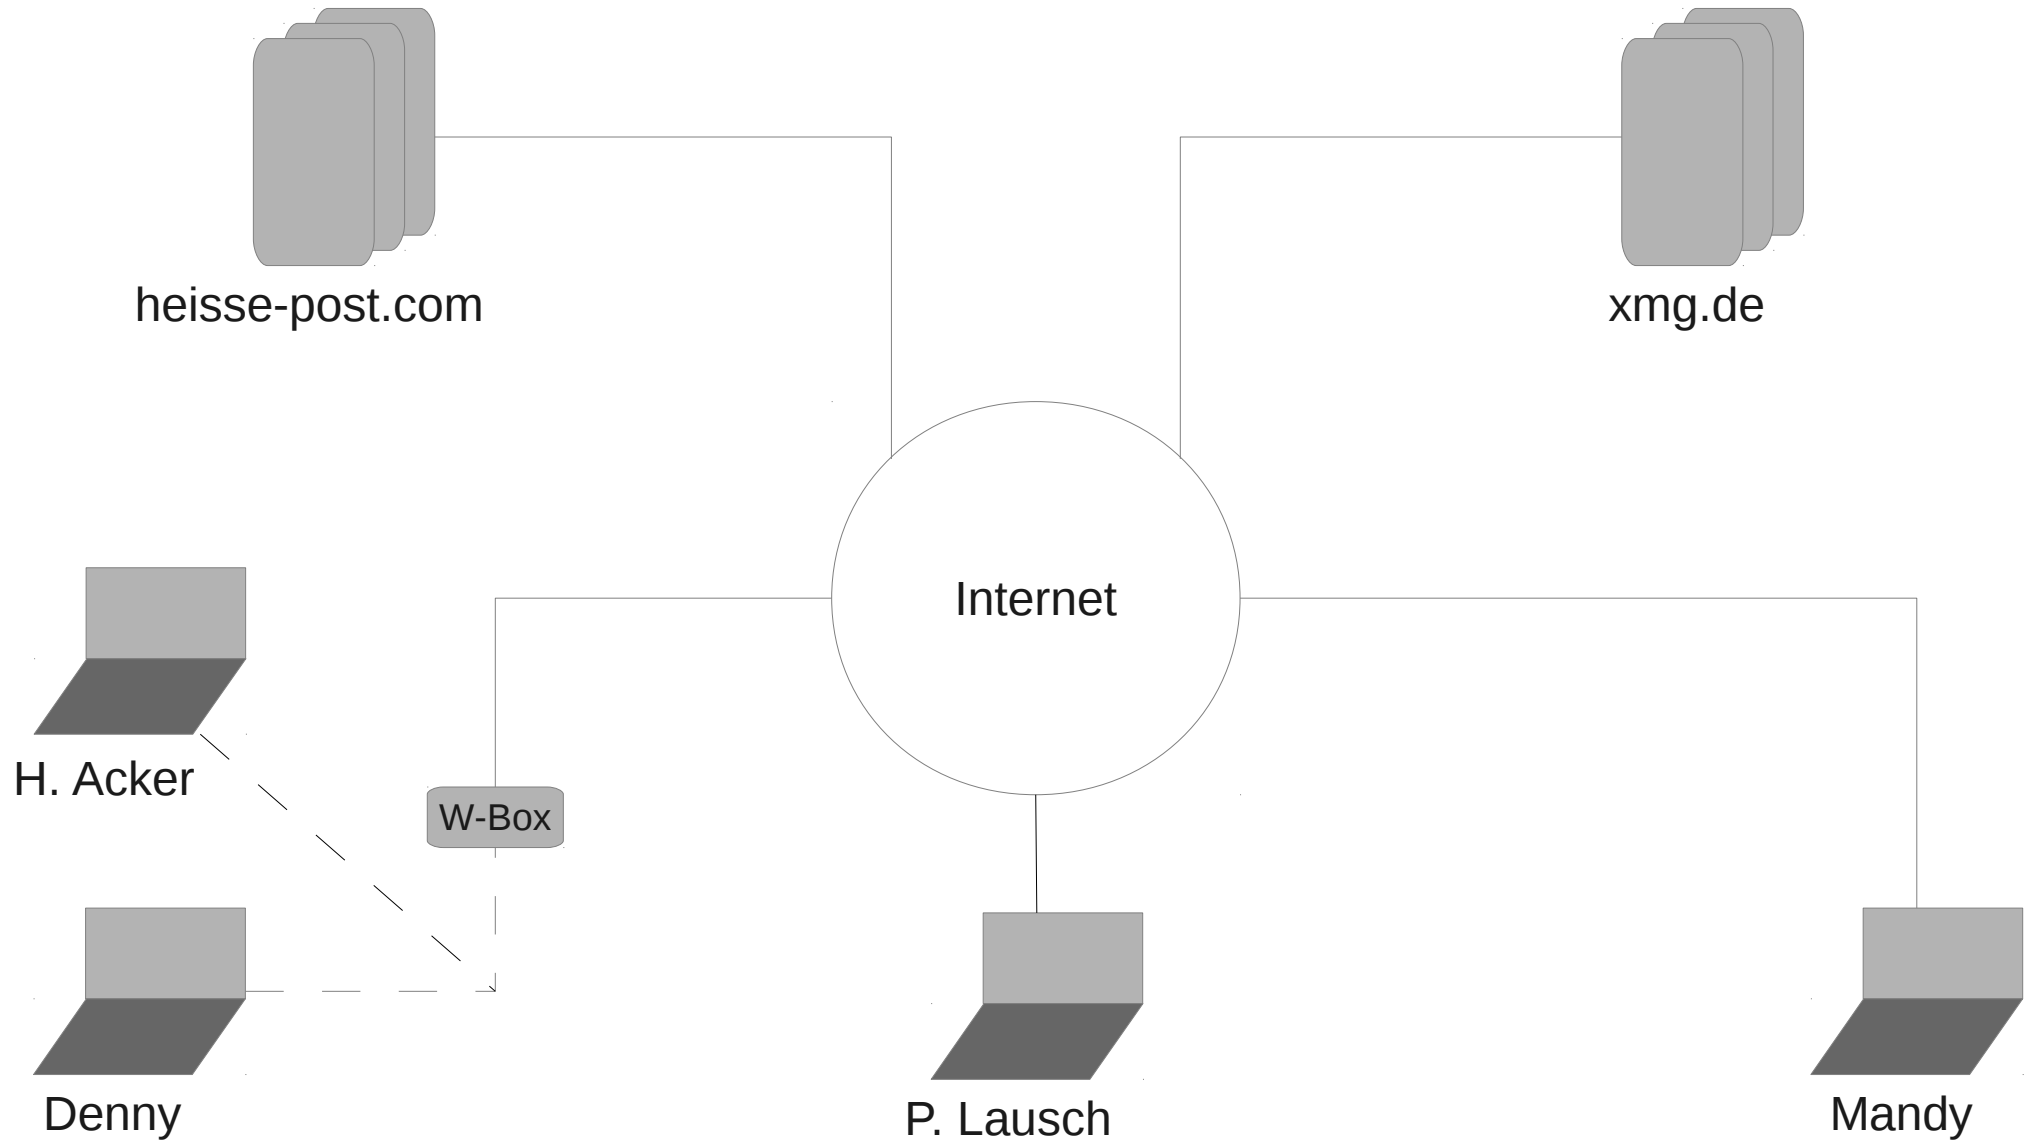 heisse-post.com
xmg.de
Internet
H. Acker
W-Box
Denny
P. Lausch
Mandy